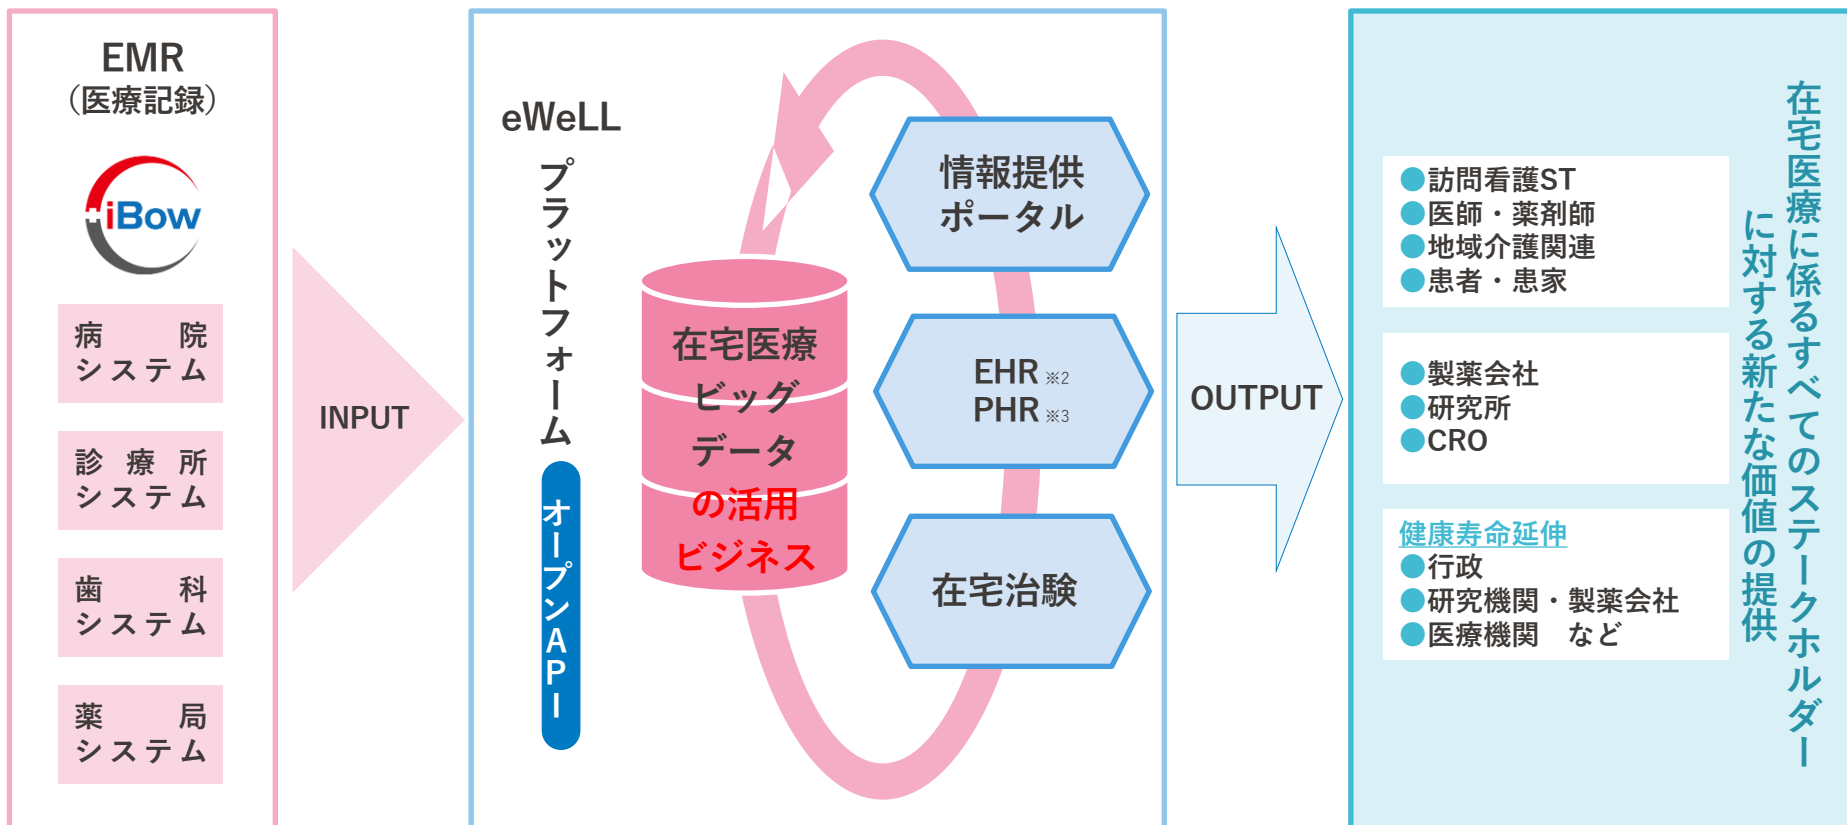 EMR
（医療記録）
iBow
病院
システム
診療所
システム
歯科
システム
薬局
システム
INPUT
eWeLL
プラットフォーム
オープンAPI
在宅医療
ビッグ
データ
の活用
ビジネス
情報提供
ポータル
EHR ※2
PHR ※3
在宅治験
OUTPUT
●訪問看護ST
●医師・薬剤師
●地域介護関連
●患者・患家
●製薬会社
●研究所
●CRO
健康寿命延伸
●行政
●研究機関・製薬会社
●医療機関　など
在宅医療に係るすべてのステークホルダー
に対する新たな価値の提供